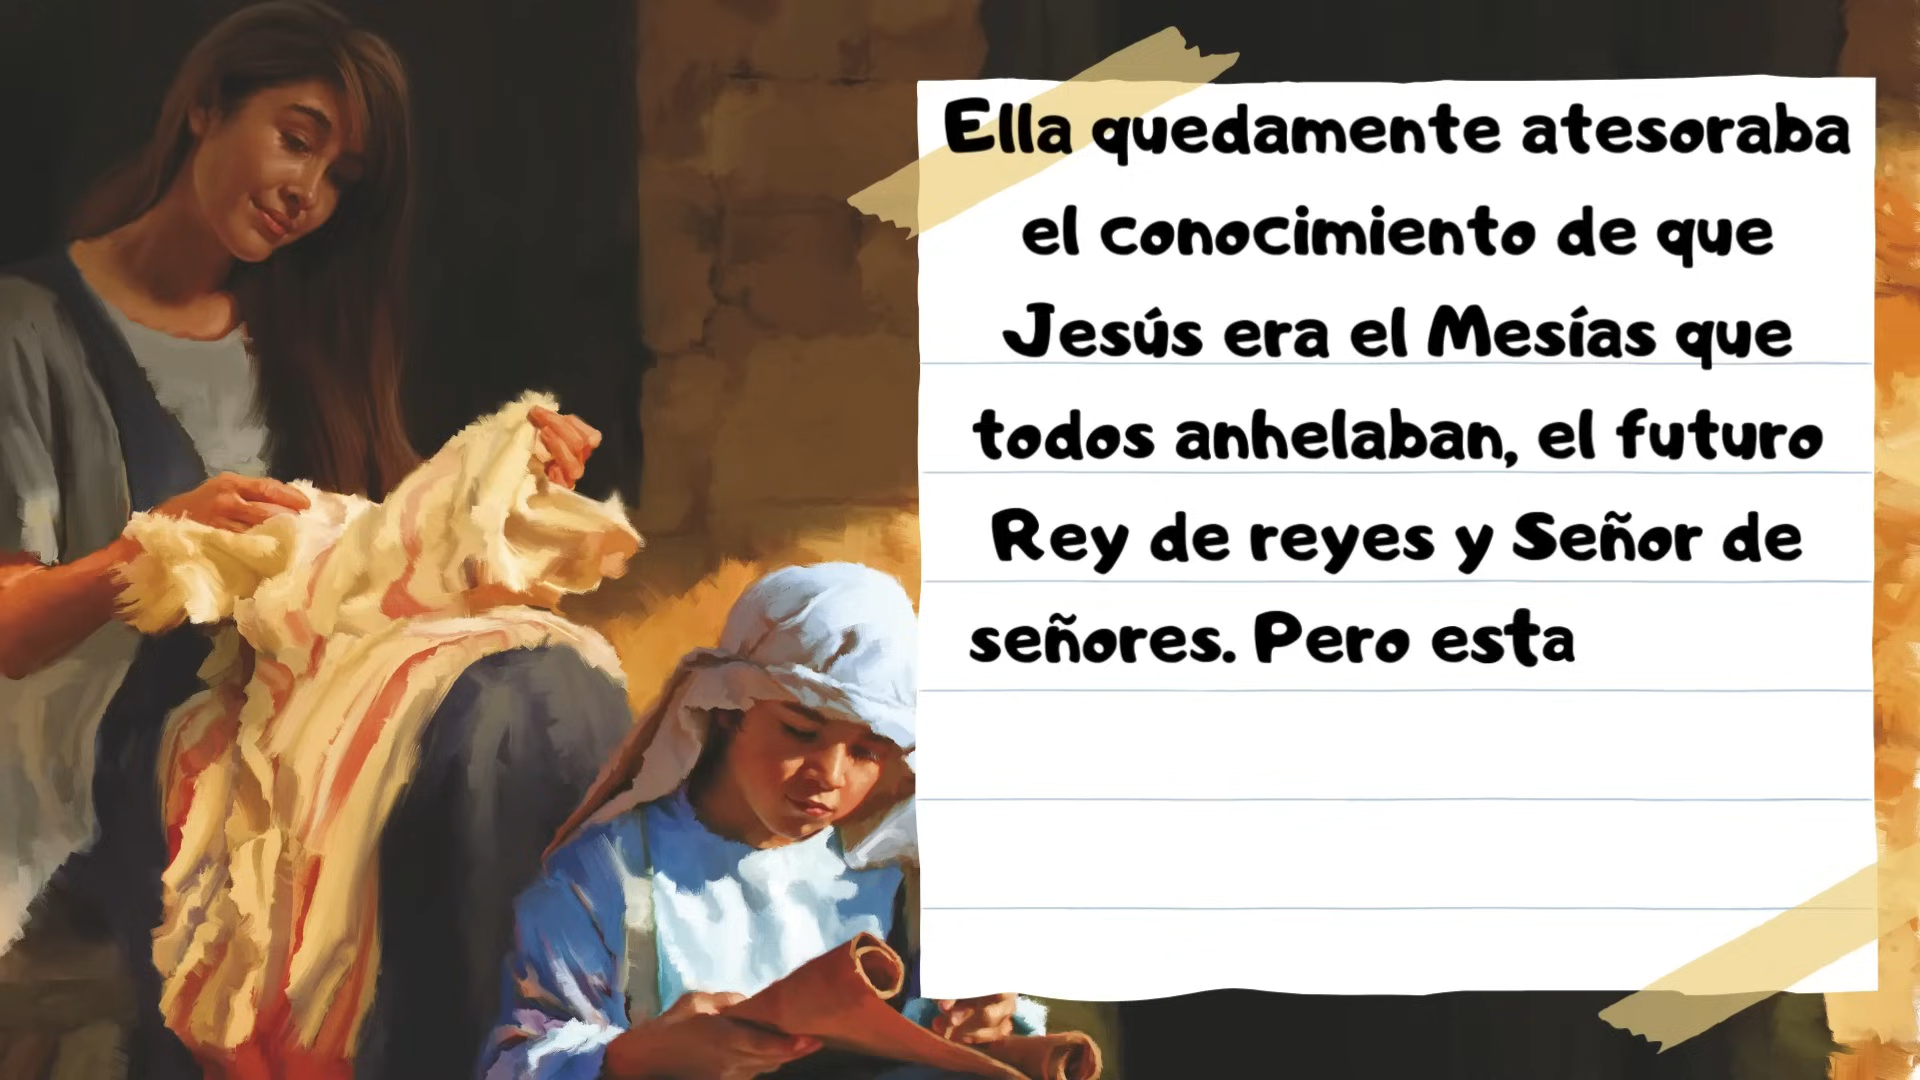 Ella quedamente atesoraba
el conocimiento de que
Jesús era el Mesías que
todos anhelaban, el futuro
Rey de reyes y Señor de
señores. Pero esta